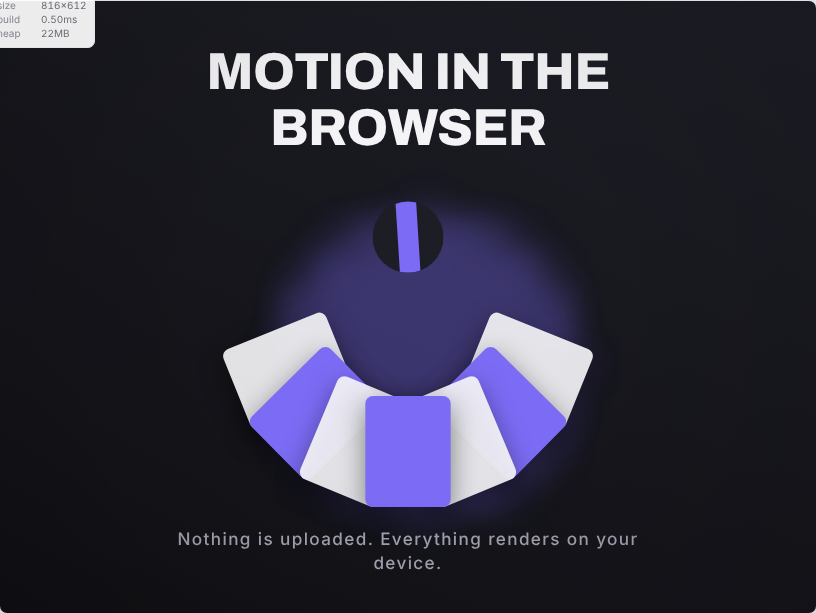 size 816×612
build 0.50ms
heap 22MB
MOTION IN THE
BROWSER
Nothing is uploaded. Everything renders on your
device.